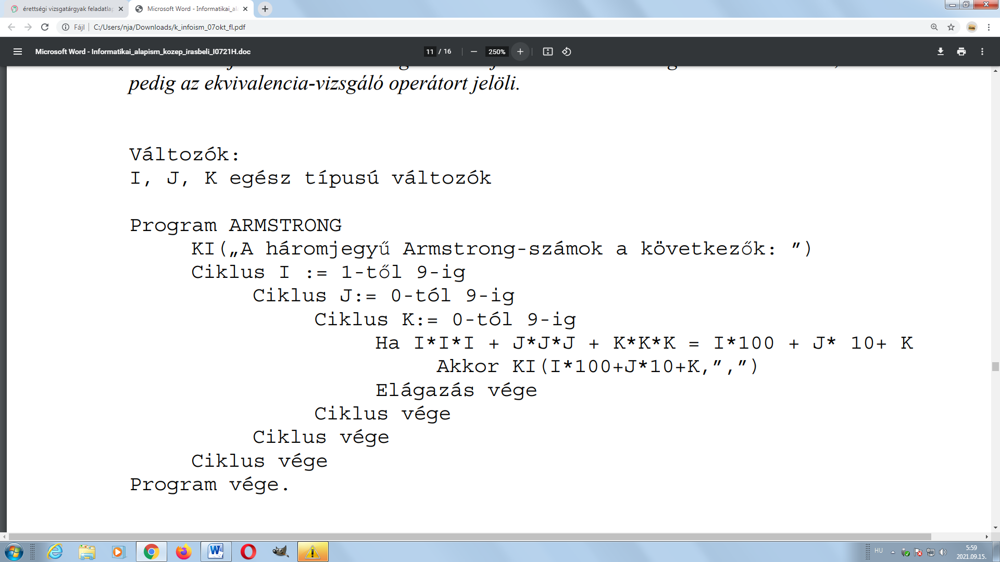 érettségi vizsgatárgyak feladatlap
Microsoft Word - Informatikai_ala
Fájl
C:/Users/nja/Downloads/k_infoism_07okt_fl.pdf
Microsoft Word - Informatikai_alapism_kozep_irasbeli_I0721H.doc
11 / 16
250%
pedig az ekvivalencia-vizsgáló operátort jelöli.
Változók:
I, J, K egész típusú változók
Program ARMSTRONG
KI(„A háromjegyű Armstrong-számok a következők: ”)
Ciklus I := 1-től 9-ig
Ciklus J:= 0-tól 9-ig
Ciklus K:= 0-tól 9-ig
Ha I*I*I + J*J*J + K*K*K = I*100 + J* 10+ K
Akkor KI(I*100+J*10+K,”,”)
Elágazás vége
Ciklus vége
Ciklus vége
Ciklus vége
Program vége.
HU
5:59
2021.09.15.